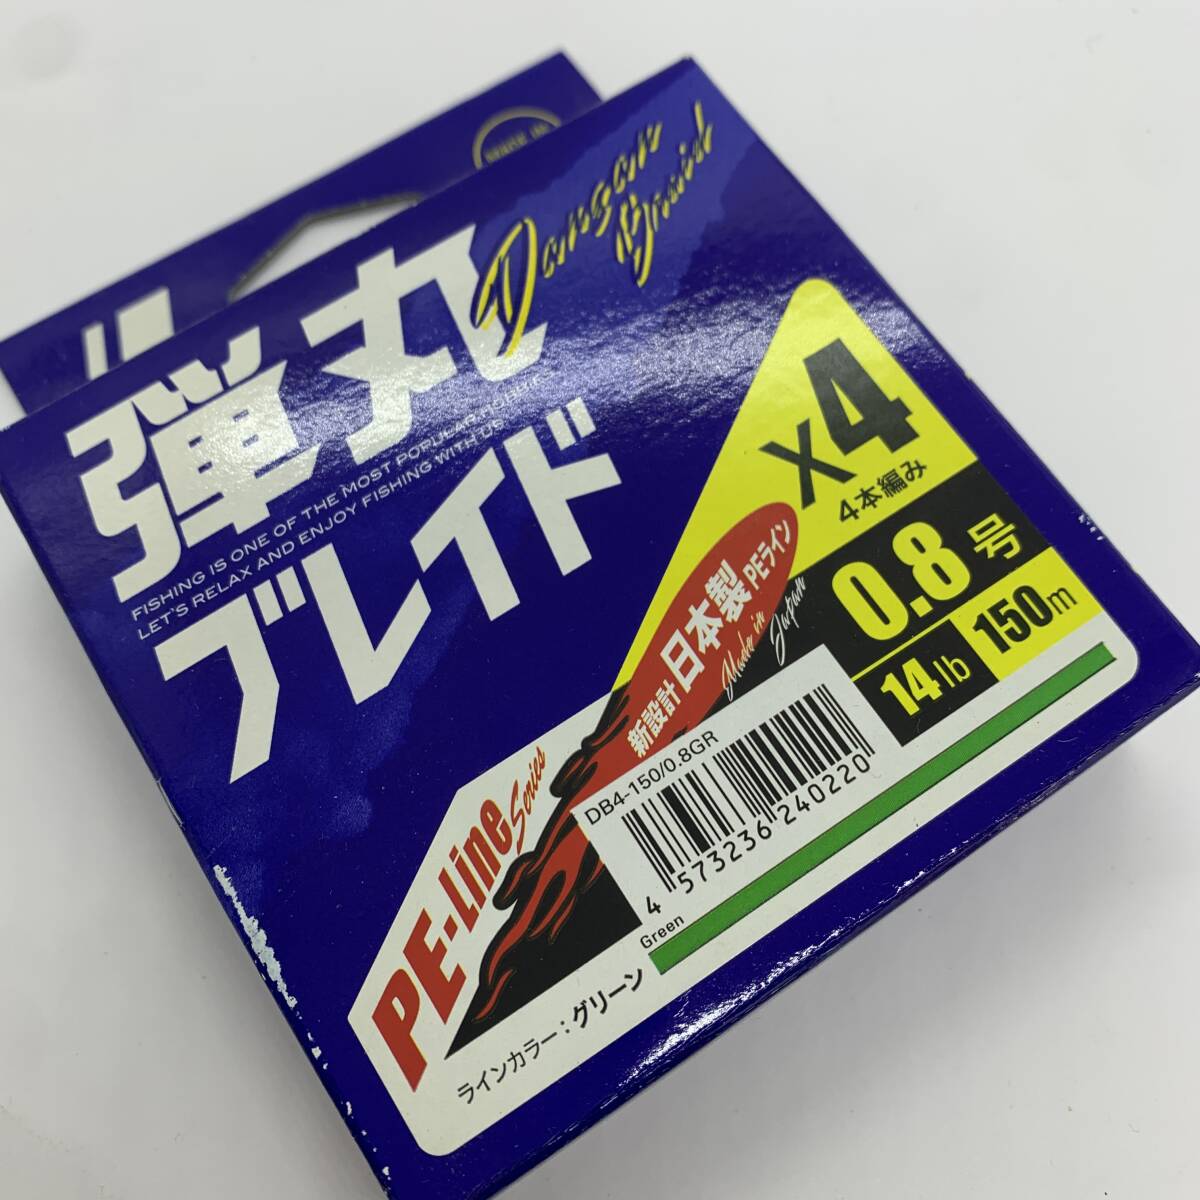 MADE IN
Dangan Braid
弾丸
FISHING IS ONE OF THE MOST POPULAR HOBBIE
LET'S RELAX AND ENJOY FISHING WITH US
ブレイド
X4
4本編み
0.8号
14lb
150m
新設計 日本製 PEライン
Made in Japan
PE-Line Series
DB4-150/0.8GR
4 573236 240220
Green
ラインカラー：グリーン